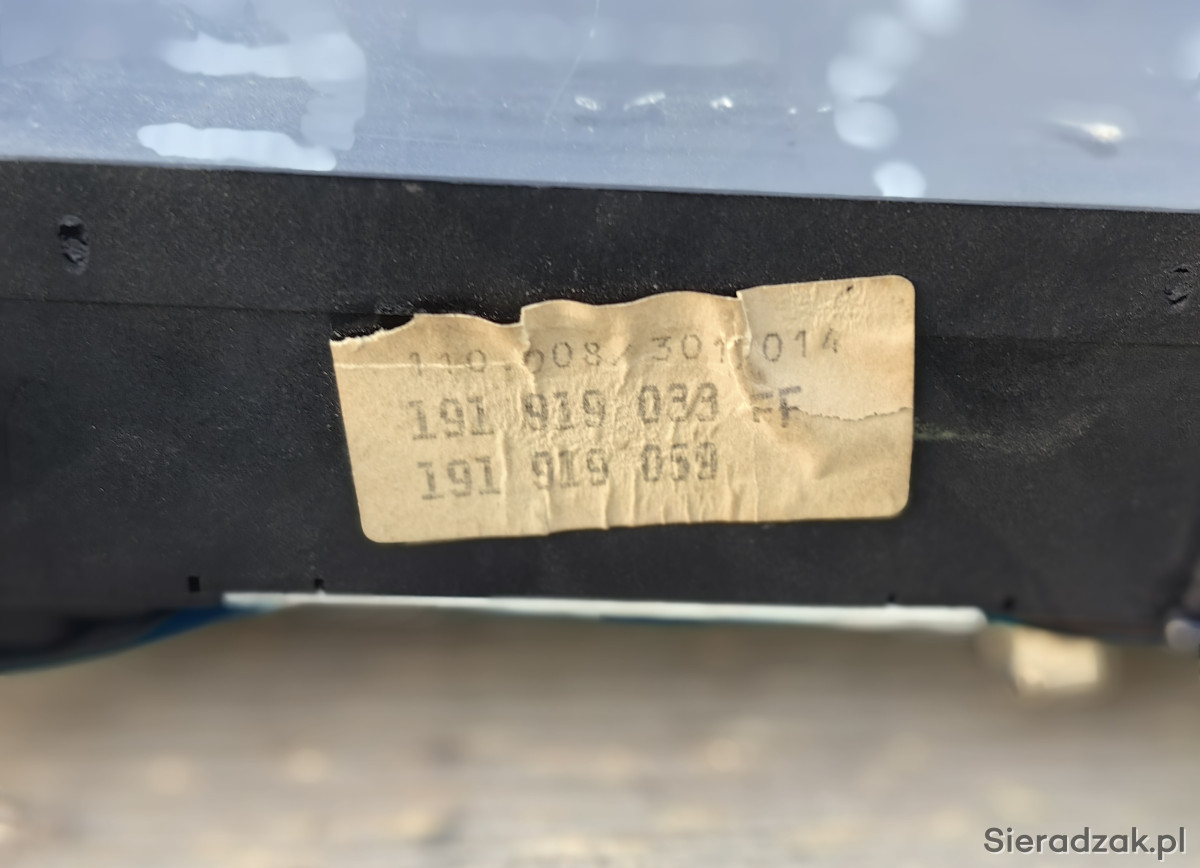 110.008/301/014
191 919 033 FF
191 919 059
Sieradzak.pl